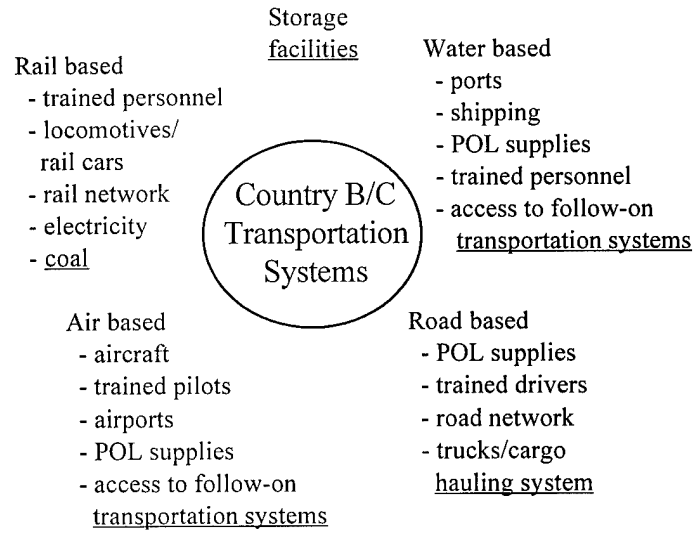 Storage
facilities
Rail based
- trained personnel
- locomotives/
rail cars
- rail network
- electricity
- coal
Water based
- ports
- shipping
- POL supplies
- trained personnel
- access to follow-on
transportation systems
Country B/C
Transportation
Systems
Air based
- aircraft
- trained pilots
- airports
- POL supplies
- access to follow-on
transportation systems
Road based
- POL supplies
- trained drivers
- road network
- trucks/cargo
hauling system